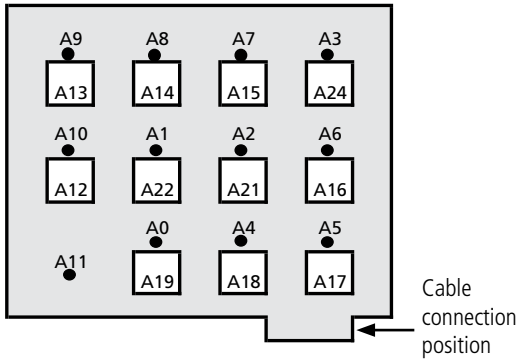 A9 A8 A7 A3
A13 A14 A15 A24
A10 A1 A2 A6
A12 A22 A21 A16
A0 A4 A5
A11
A19 A18 A17
Cable
connection
position